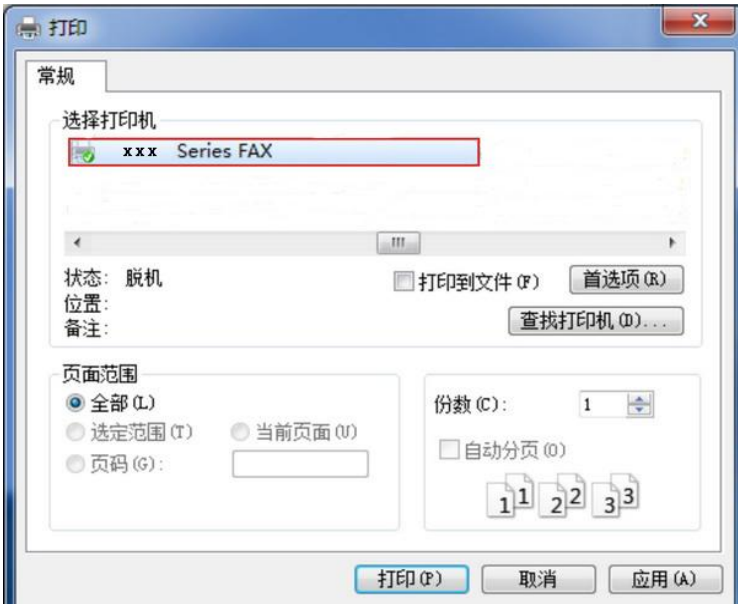 打印
常规
选择打印机
xxx Series FAX
状态: 脱机
打印到文件(F)
首选项(R)
位置:
查找打印机(D)...
备注:
页面范围
全部(L)
选定范围(T) 当前页面(U)
页码(G):
份数(C): 1
自动分页(O)
1 1 2 2 3 3
打印(P) 取消 应用(A)